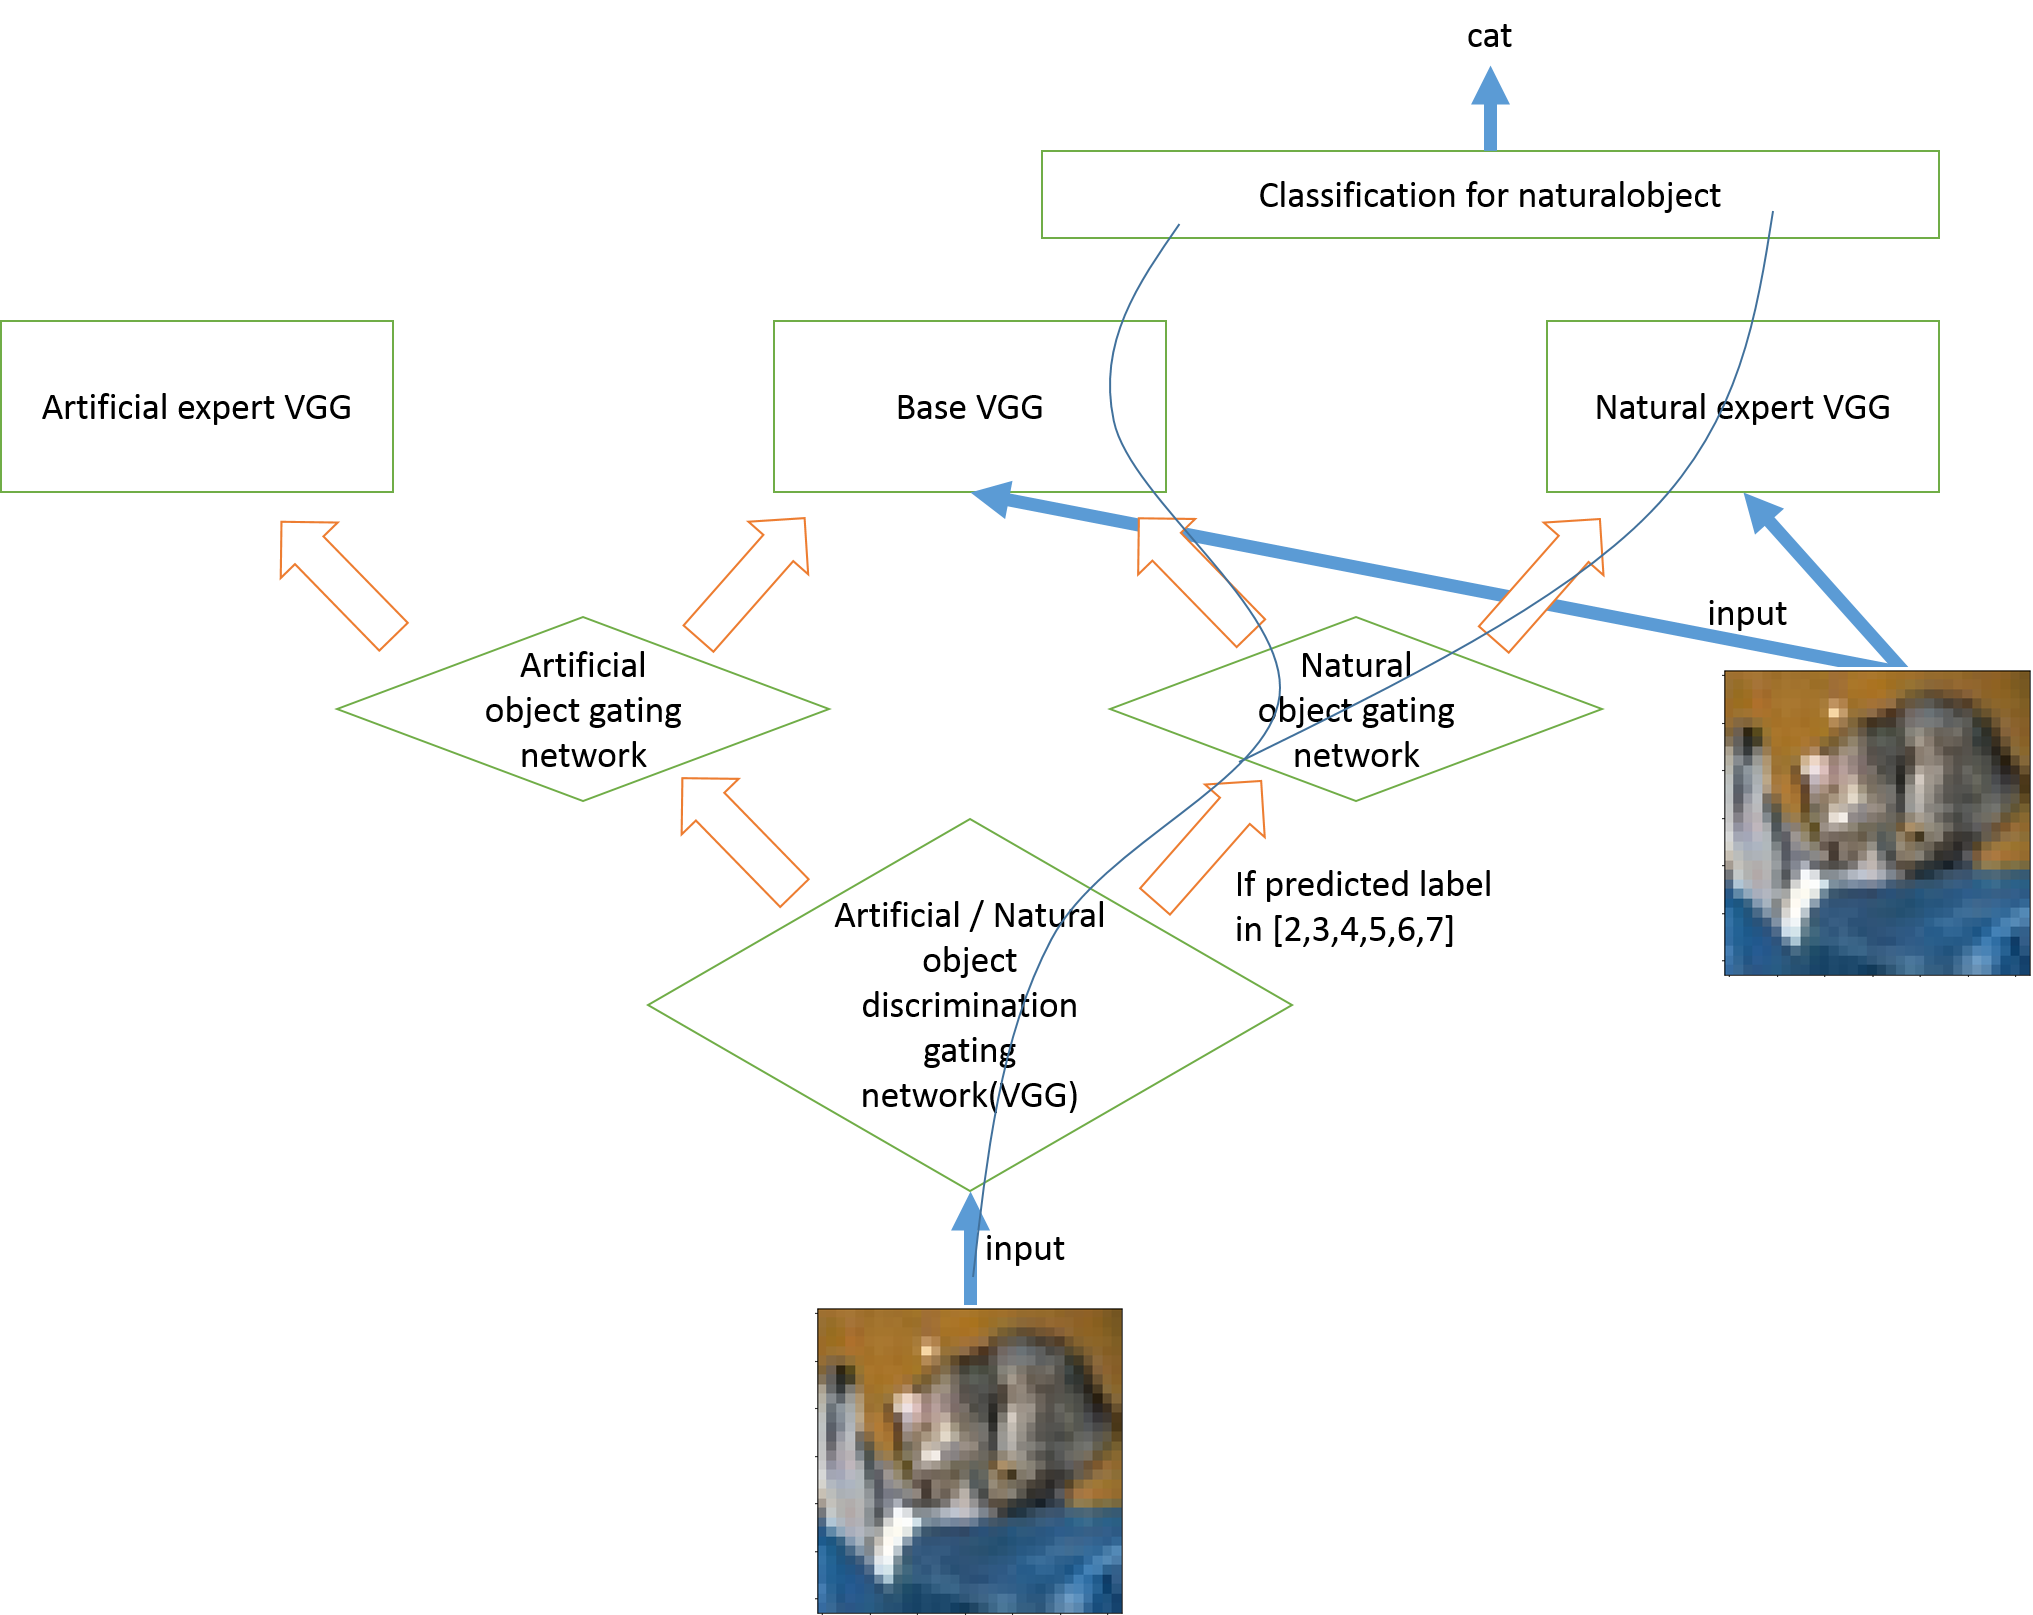 cat
Classification for naturalobject
Artificial expert VGG
Base VGG
Natural expert VGG
input
Artificial
object gating
network
Natural
object gating
network
If predicted label
in [2,3,4,5,6,7]
Artificial / Natural
object
discrimination
gating
network(VGG)
input